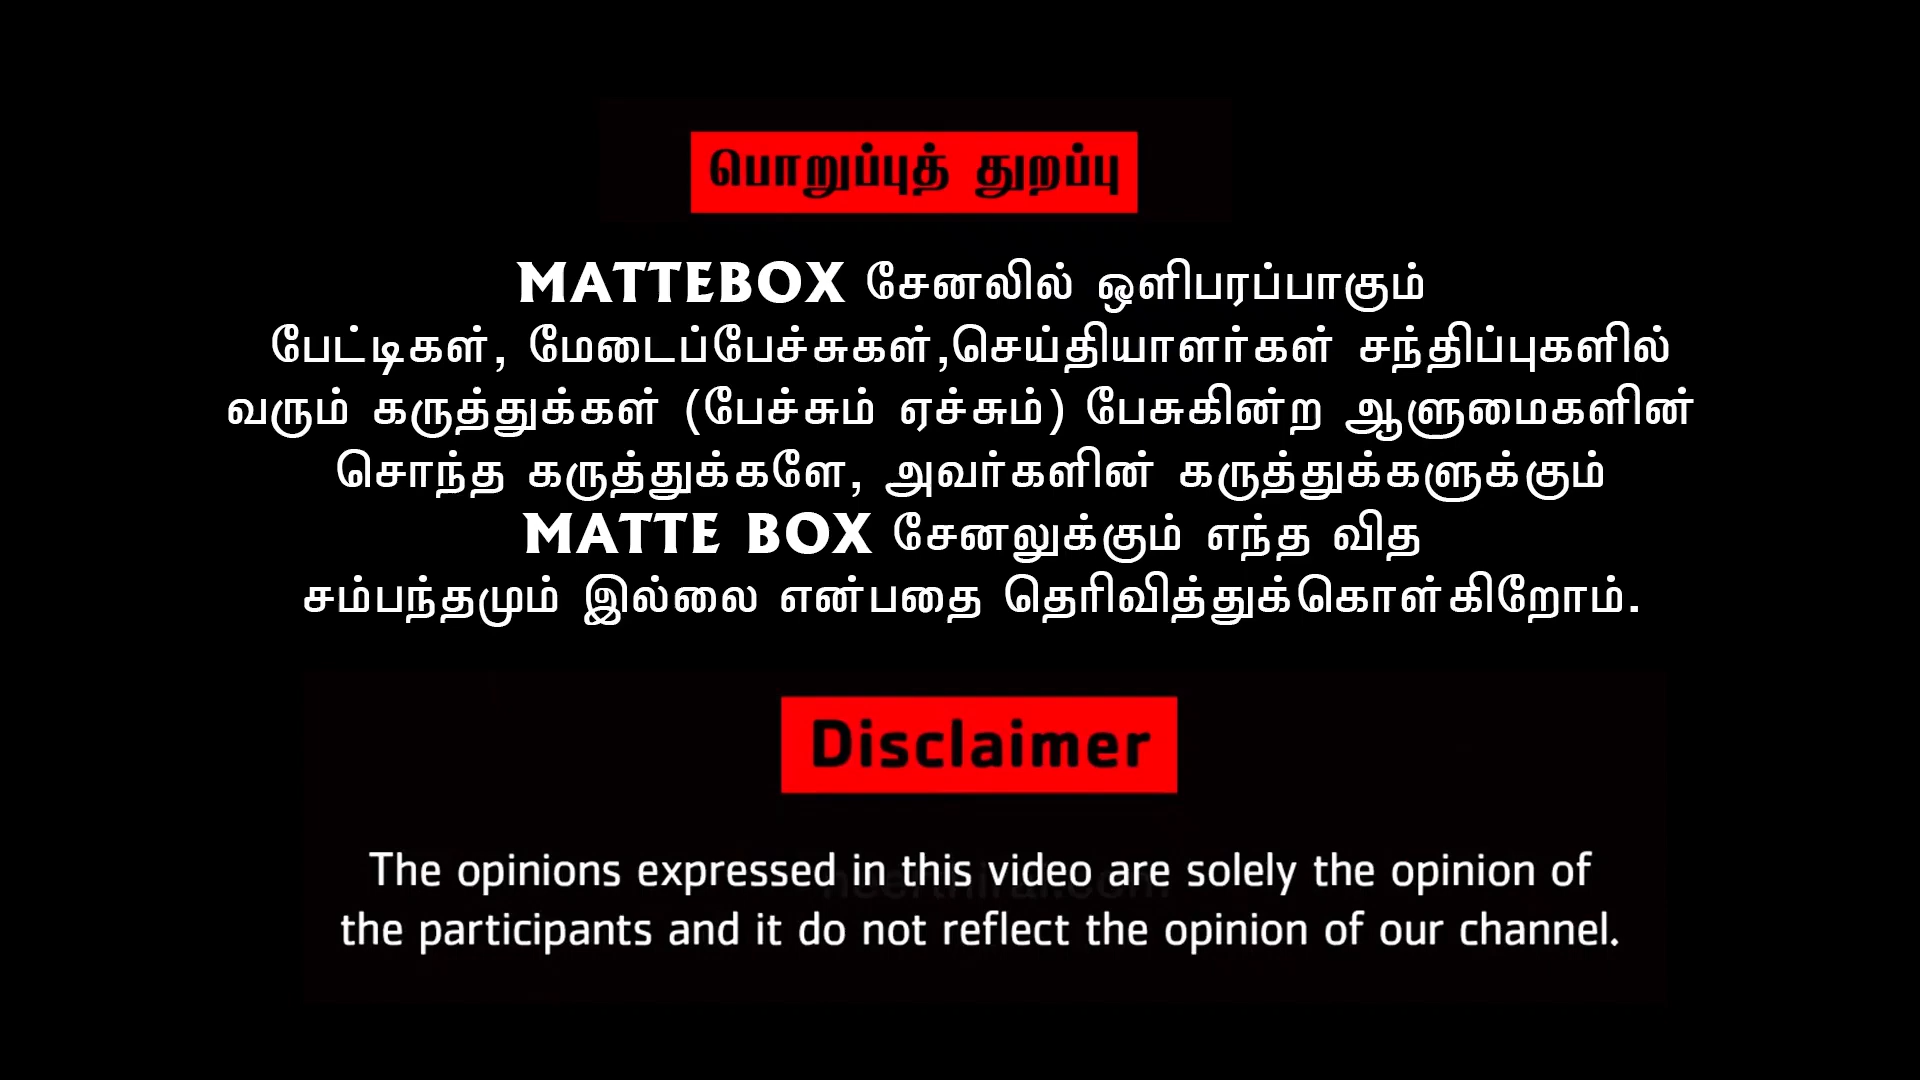 பொறுப்புத் துறப்பு
MATTEBOX சேனலில் ஒளிபரப்பாகும்
பேட்டிகள், மேடைப்பேச்சுகள்,செய்தியாளர்கள் சந்திப்புகளில்
வரும் கருத்துக்கள் (பேச்சும் ஏச்சும்) பேசுகின்ற ஆளுமைகளின்
சொந்த கருத்துக்களே, அவர்களின் கருத்துக்களுக்கும்
MATTE BOX சேனலுக்கும் எந்த வித
சம்பந்தமும் இல்லை என்பதை தெரிவித்துக்கொள்கிறோம்.
Disclaimer
The opinions expressed in this video are solely the opinion of
the participants and it do not reflect the opinion of our channel.